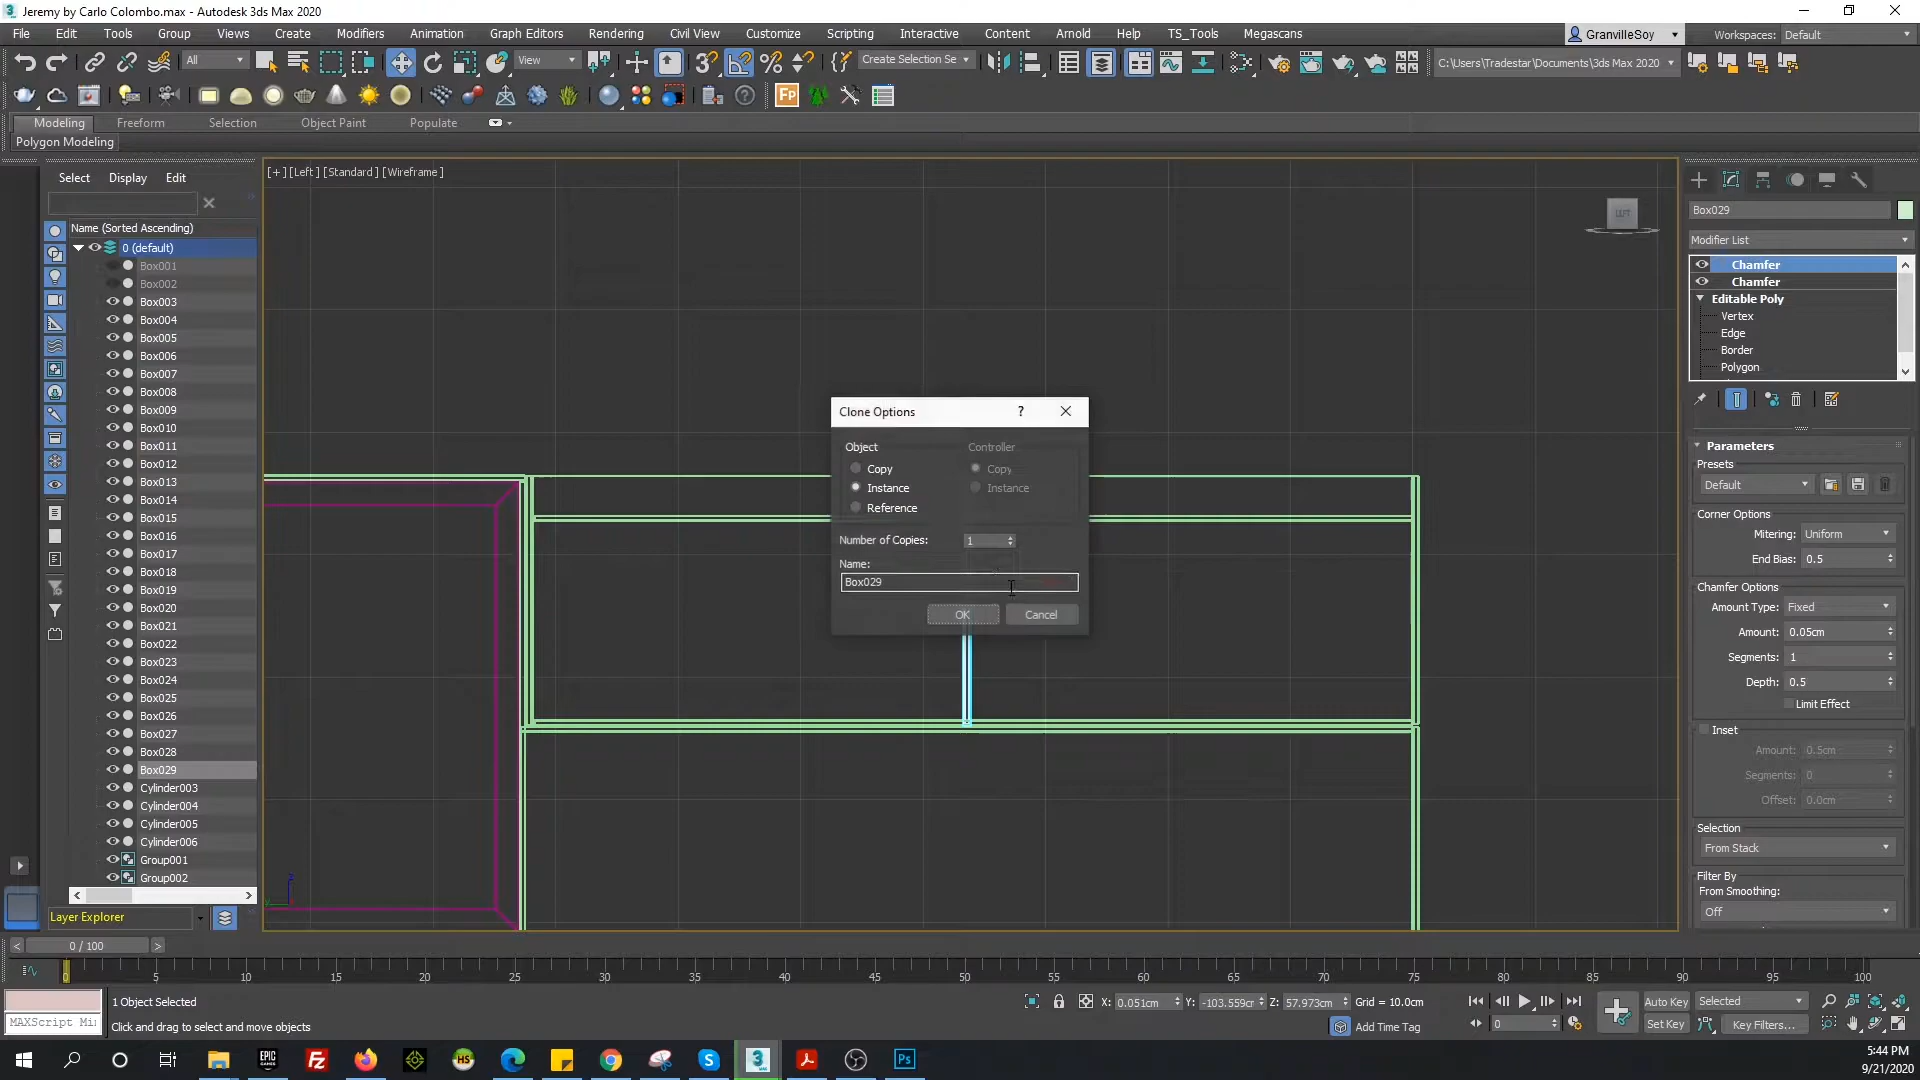 Jeremy by Carlo Colombo.max - Autodesk 3ds Max 2020
File Edit Tools Group Views Create Modifiers Animation Graph Editors Rendering Civil View Customize Scripting Interactive Content Arnold Help TS_Tools Megascans
GranvilleSoy
Workspaces: Default
All
View
Create Selection Se
C:\Users\Tradestar\Documents\3ds Max 2020
Modeling Freeform Selection Object Paint Populate
Polygon Modeling
Select Display Edit
Name (Sorted Ascending)
0 (default)
Box001
Box002
Box003
Box004
Box005
Box006
Box007
Box008
Box009
Box010
Box011
Box012
Box013
Box014
Box015
Box016
Box017
Box018
Box019
Box020
Box021
Box022
Box023
Box024
Box025
Box026
Box027
Box028
Box029
Cylinder003
Cylinder004
Cylinder005
Cylinder006
Group001
Group002
Layer Explorer
[+] [Left ] [Standard ] [Wireframe ]
LEFT
Clone Options
Object
Copy
Instance
Reference
Controller
Copy
Instance
Number of Copies: 1
Name:
Box029
OK Cancel
Box029
Modifier List
Chamfer
Chamfer
Editable Poly
Vertex
Edge
Border
Polygon
Parameters
Presets
Default
Corner Options
Mitering: Uniform
End Bias: 0.5
Chamfer Options
Amount Type: Fixed
Amount: 0.05cm
Segments: 1
Depth: 0.5
Limit Effect
Inset
Amount: 0.5cm
Segments: 0
Offset: 0.0cm
Selection
From Stack
Filter By
From Smoothing:
Off
0 / 100
0 5 10 15 20 25 30 35 40 45 50 55 60 65 70 75 80 85 90 95 100
MAXScript Mi
1 Object Selected
Click and drag to select and move objects
X: 0.051cm Y: -103.559cm Z: 57.973cm Grid = 10.0cm
Add Time Tag
0
Auto Key Selected
Set Key Key Filters...
5:44 PM
9/21/2020